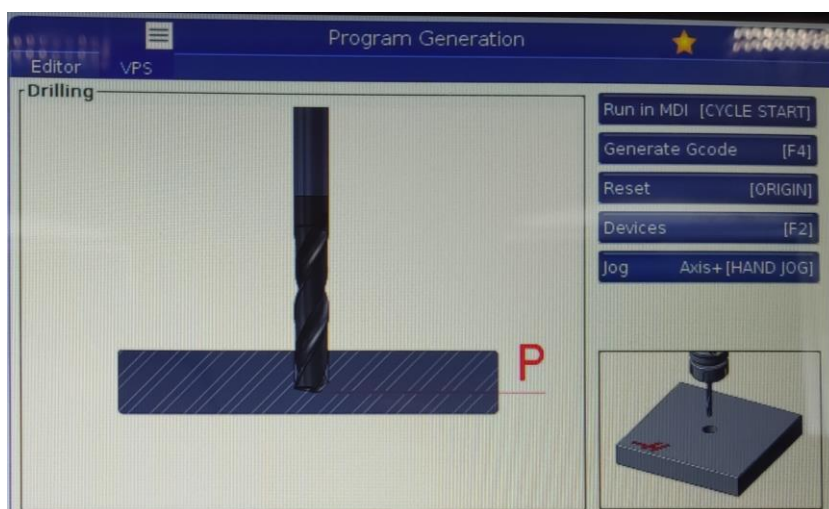 Program Generation
Editor VPS
Drilling
P
Run in MDI [CYCLE START]
Generate Gcode [F4]
Reset [ORIGIN]
Devices [F2]
Jog Axis+[HAND JOG]